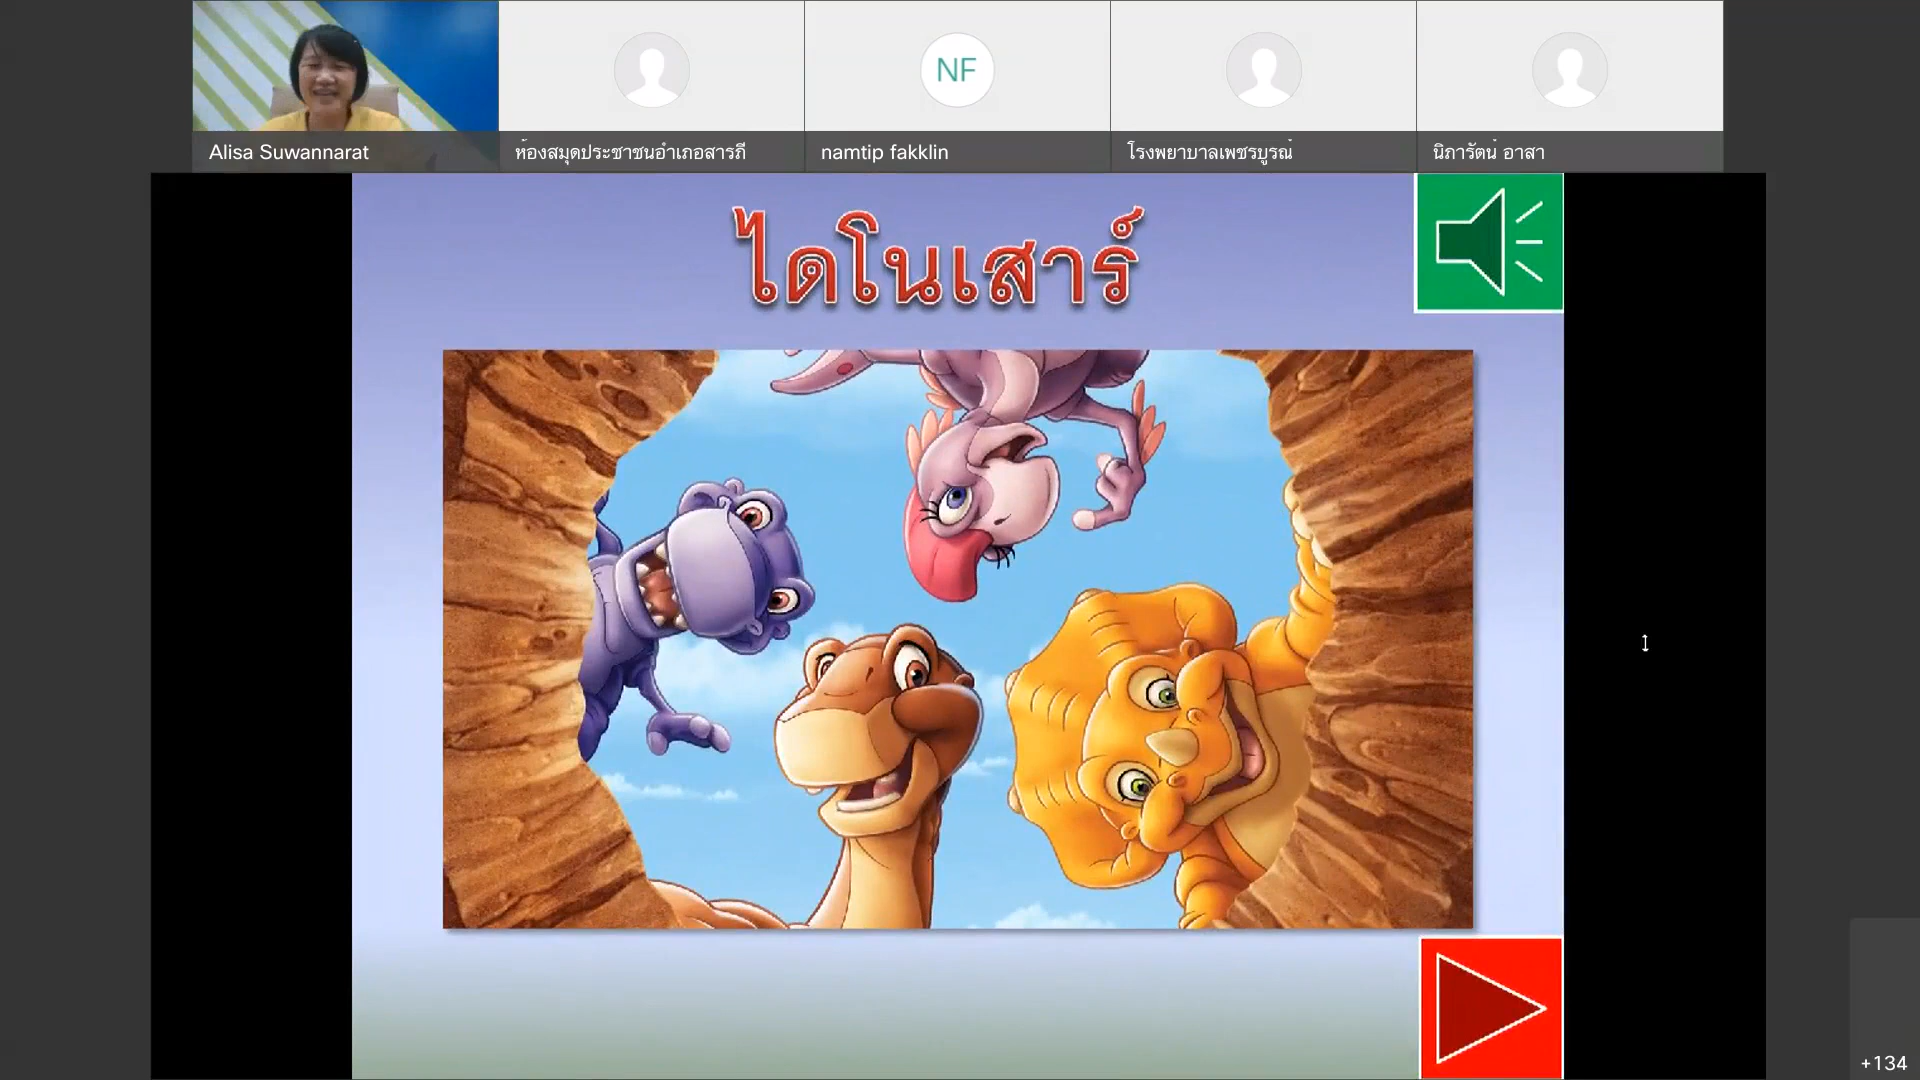 Alisa Suwannarat
ห้องสมุดประชาชนอำเภอสารภี
NF
namtip fakklin
โรงพยาบาลเพชรบูรณ์
นิภารัตน์ อาสา
ไดโนเสาร์
+134